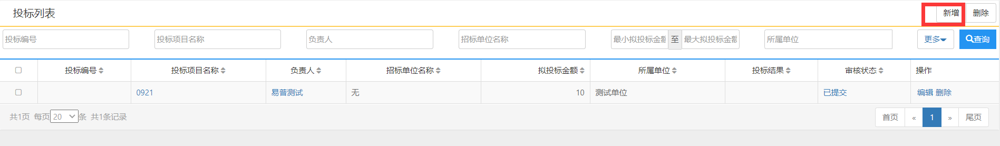 投标列表 新增 删除
投标编号 投标项目名称 负责人 招标单位名称 最小拟投标金额 至 最大拟投标金额 所属单位 更多 查询
投标编号 投标项目名称 负责人 招标单位名称 拟投标金额 所属单位 投标结果 审核状态 操作
0921 易普测试 无 10 测试单位 已提交 编辑 删除
共1页 每页 20 条 共1条记录 首页 « 1 » 尾页